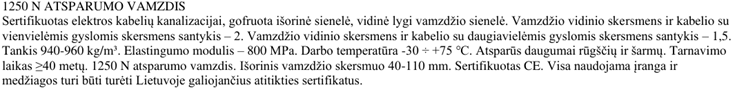 1250 N ATSPARUMO VAMZDIS
Sertifikuotas elektros kabelių kanalizacijai, gofruota išorinė sienelė, vidinė lygi vamzdžio sienelė. Vamzdžio vidinio skersmens ir kabelio su
vienvielėmis gyslomis skersmens santykis – 2. Vamzdžio vidinio skersmens ir kabelio su daugiavielėmis gyslomis skersmens santykis – 1,5.
Tankis 940-960 kg/m³. Elastingumo modulis – 800 MPa. Darbo temperatūra -30 ÷ +75 °C. Atsparūs daugumai rūgščių ir šarmų. Tarnavimo
laikas ≥40 metų. 1250 N atsparumo vamzdis. Išorinis vamzdžio skersmuo 40-110 mm. Sertifikuotas CE. Visa naudojama įranga ir
medžiagos turi būti turėti Lietuvoje galiojančius atitikties sertifikatus.